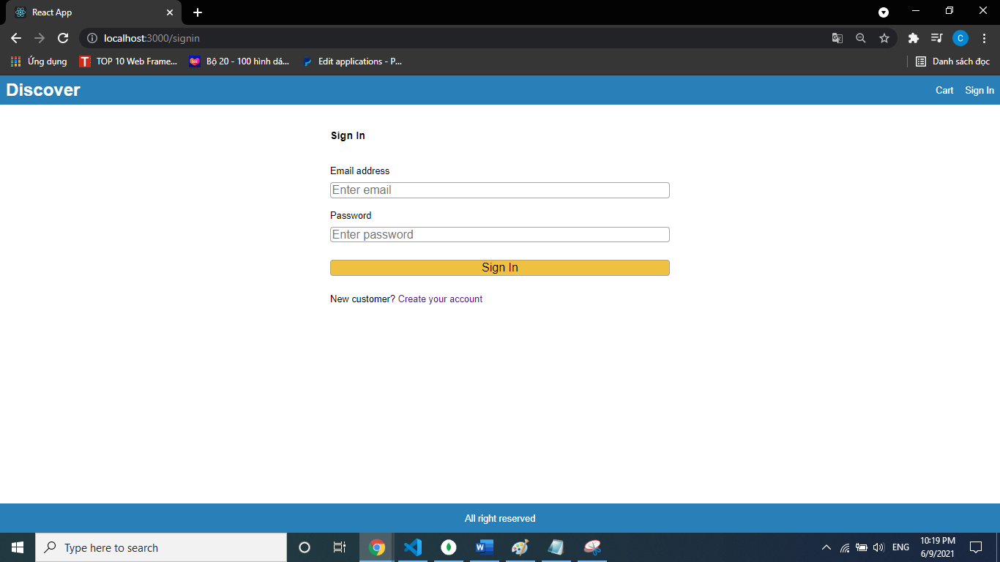 React App
localhost:3000/signin
C
Ứng dụng
TOP 10 Web Frame...
Bộ 20 - 100 hình dá...
Edit applications - P...
Danh sách đọc
Discover
Cart
Sign In
Sign In
Email address
Enter email
Password
Enter password
Sign In
New customer? Create your account
All right reserved
Type here to search
ENG
10:19 PM
6/9/2021